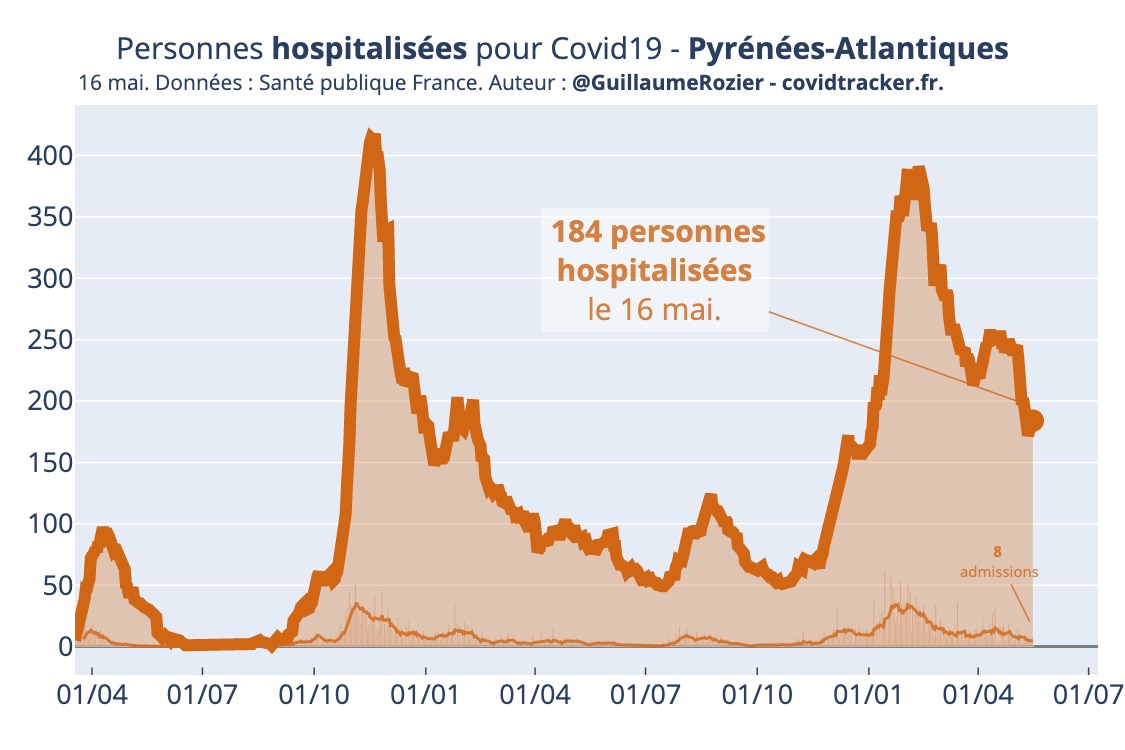 Personnes hospitalisées pour Covid19 - Pyrénées-Atlantiques
16 mai. Données : Santé publique France. Auteur : @GuillaumeRozier - covidtracker.fr.
400
350
300
250
200
150
100
50
0
184 personnes
hospitalisées
le 16 mai.
8
admissions
01/04 01/07 01/10 01/01 01/04 01/07 01/10 01/01 01/04 01/07